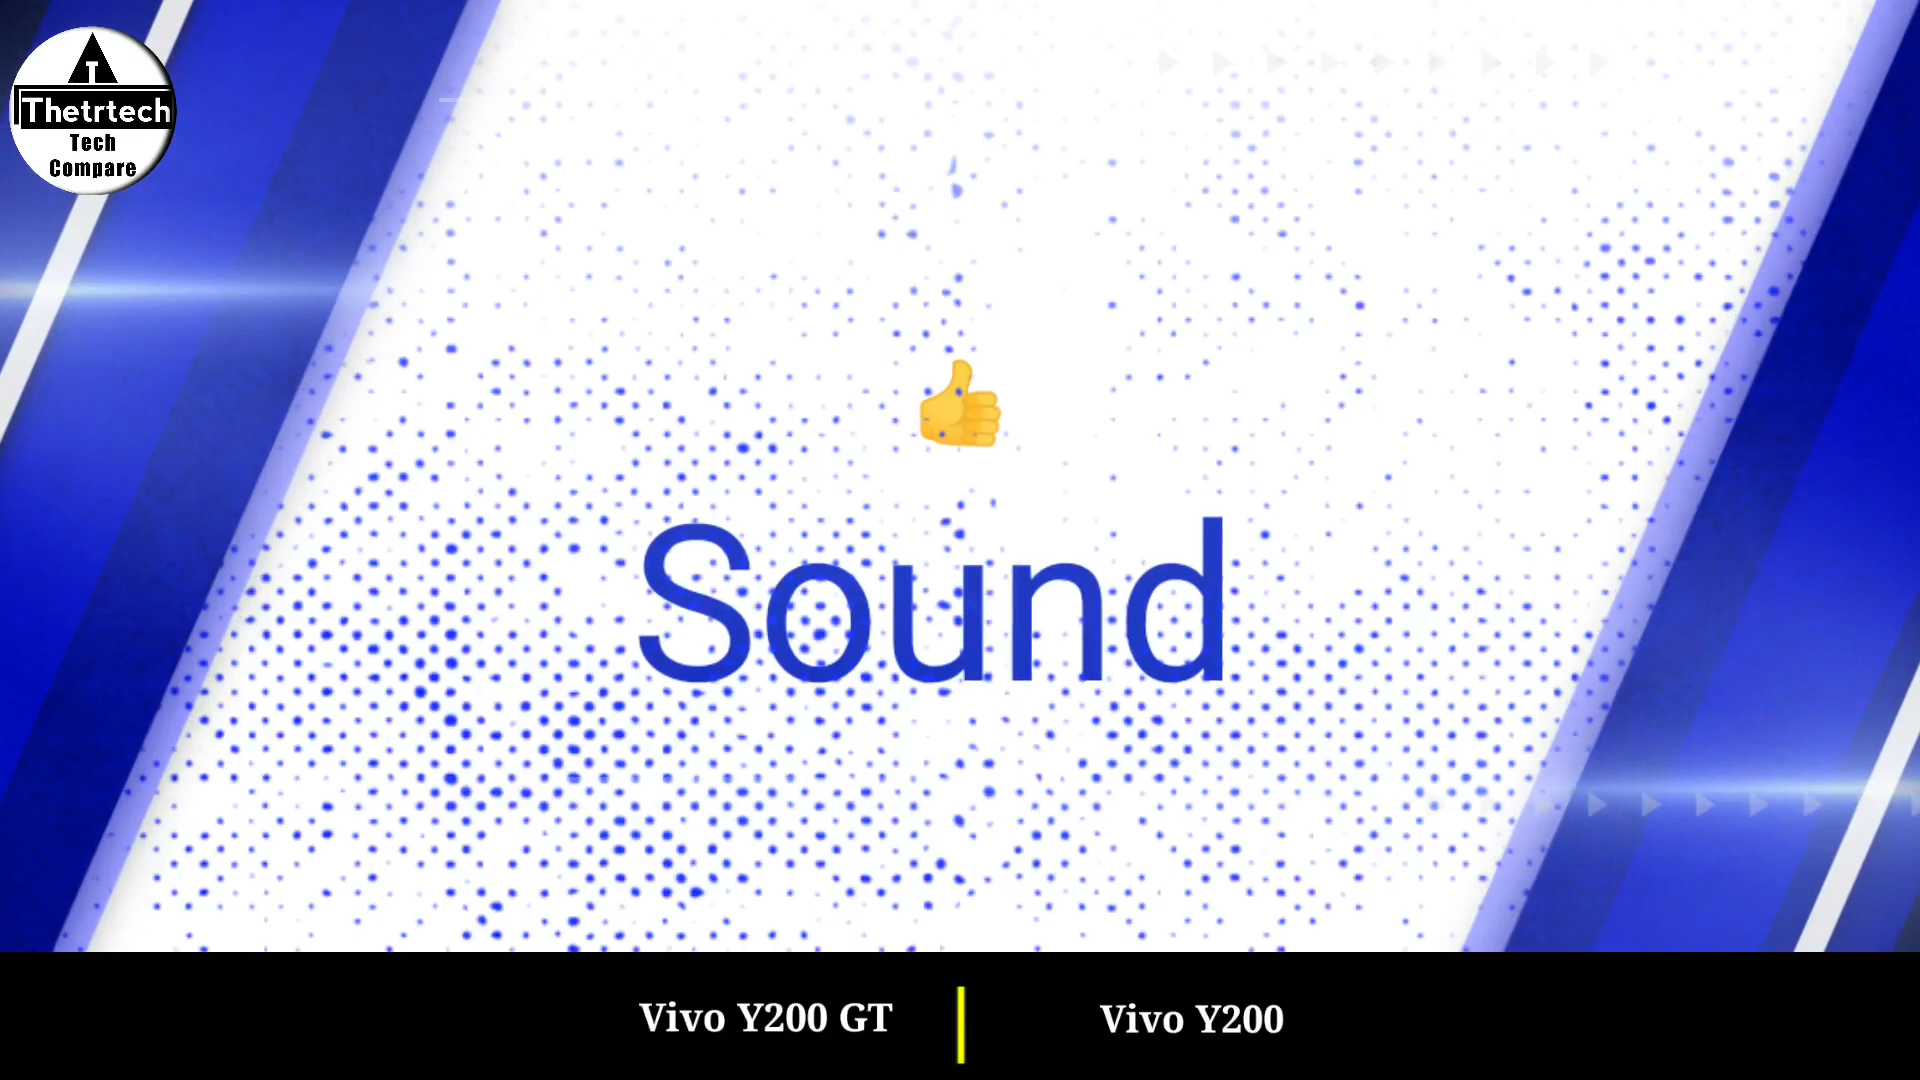 T
Thetrtech
Tech
Compare
Sound
Vivo Y200 GT
Vivo Y200